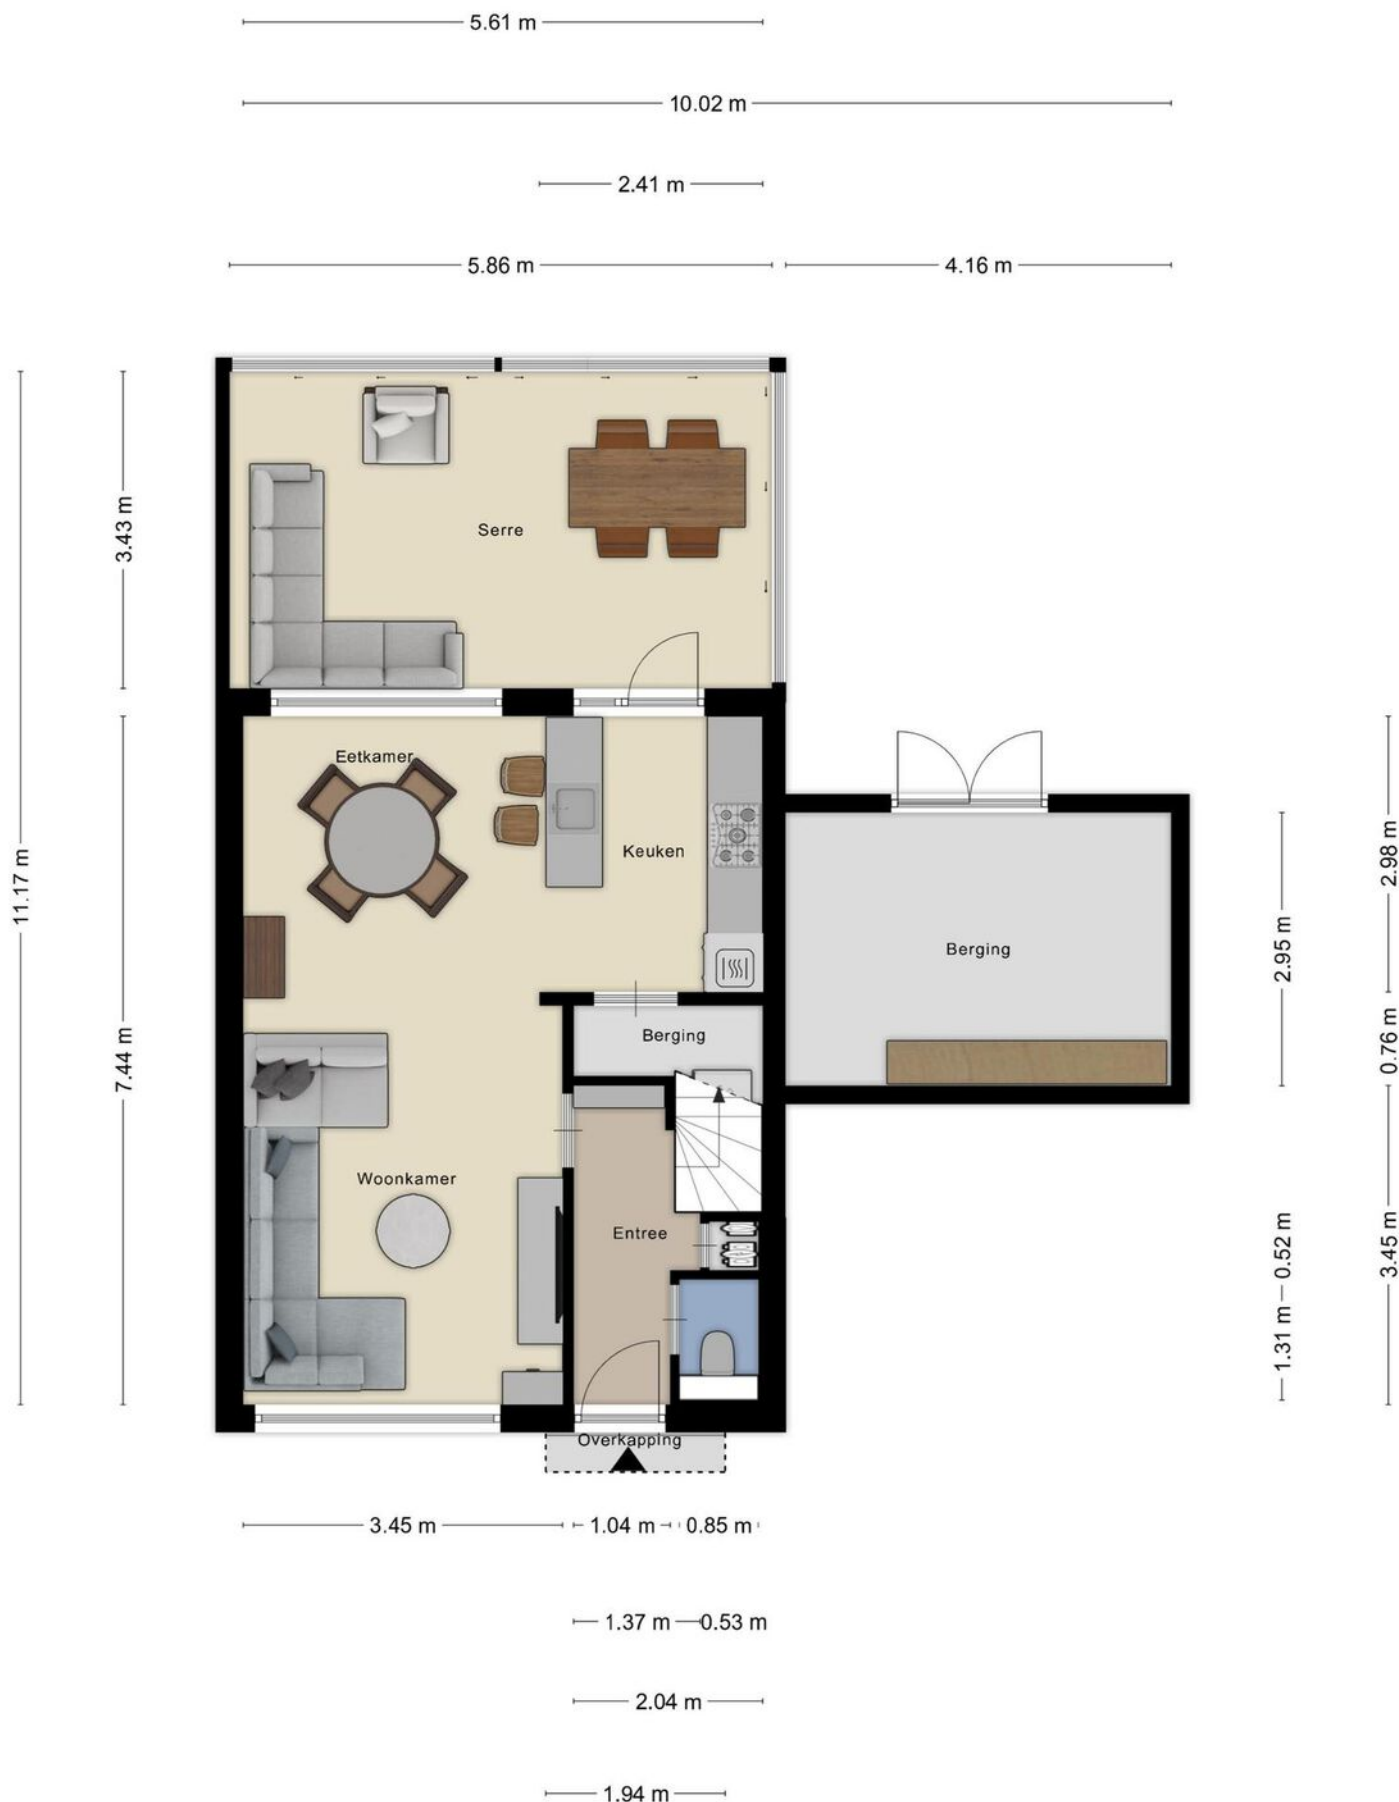 5.61 m
10.02 m
2.41 m
5.86 m
4.16 m
11.17 m
3.43 m
7.44 m
Serre
Eetkamer
Keuken
Berging
Berging
Woonkamer
Entree
Overkapping
2.95 m
2.98 m
0.76 m
0.52 m
1.31 m
3.45 m
3.45 m
1.04 m
0.85 m
1.37 m
0.53 m
2.04 m
1.94 m